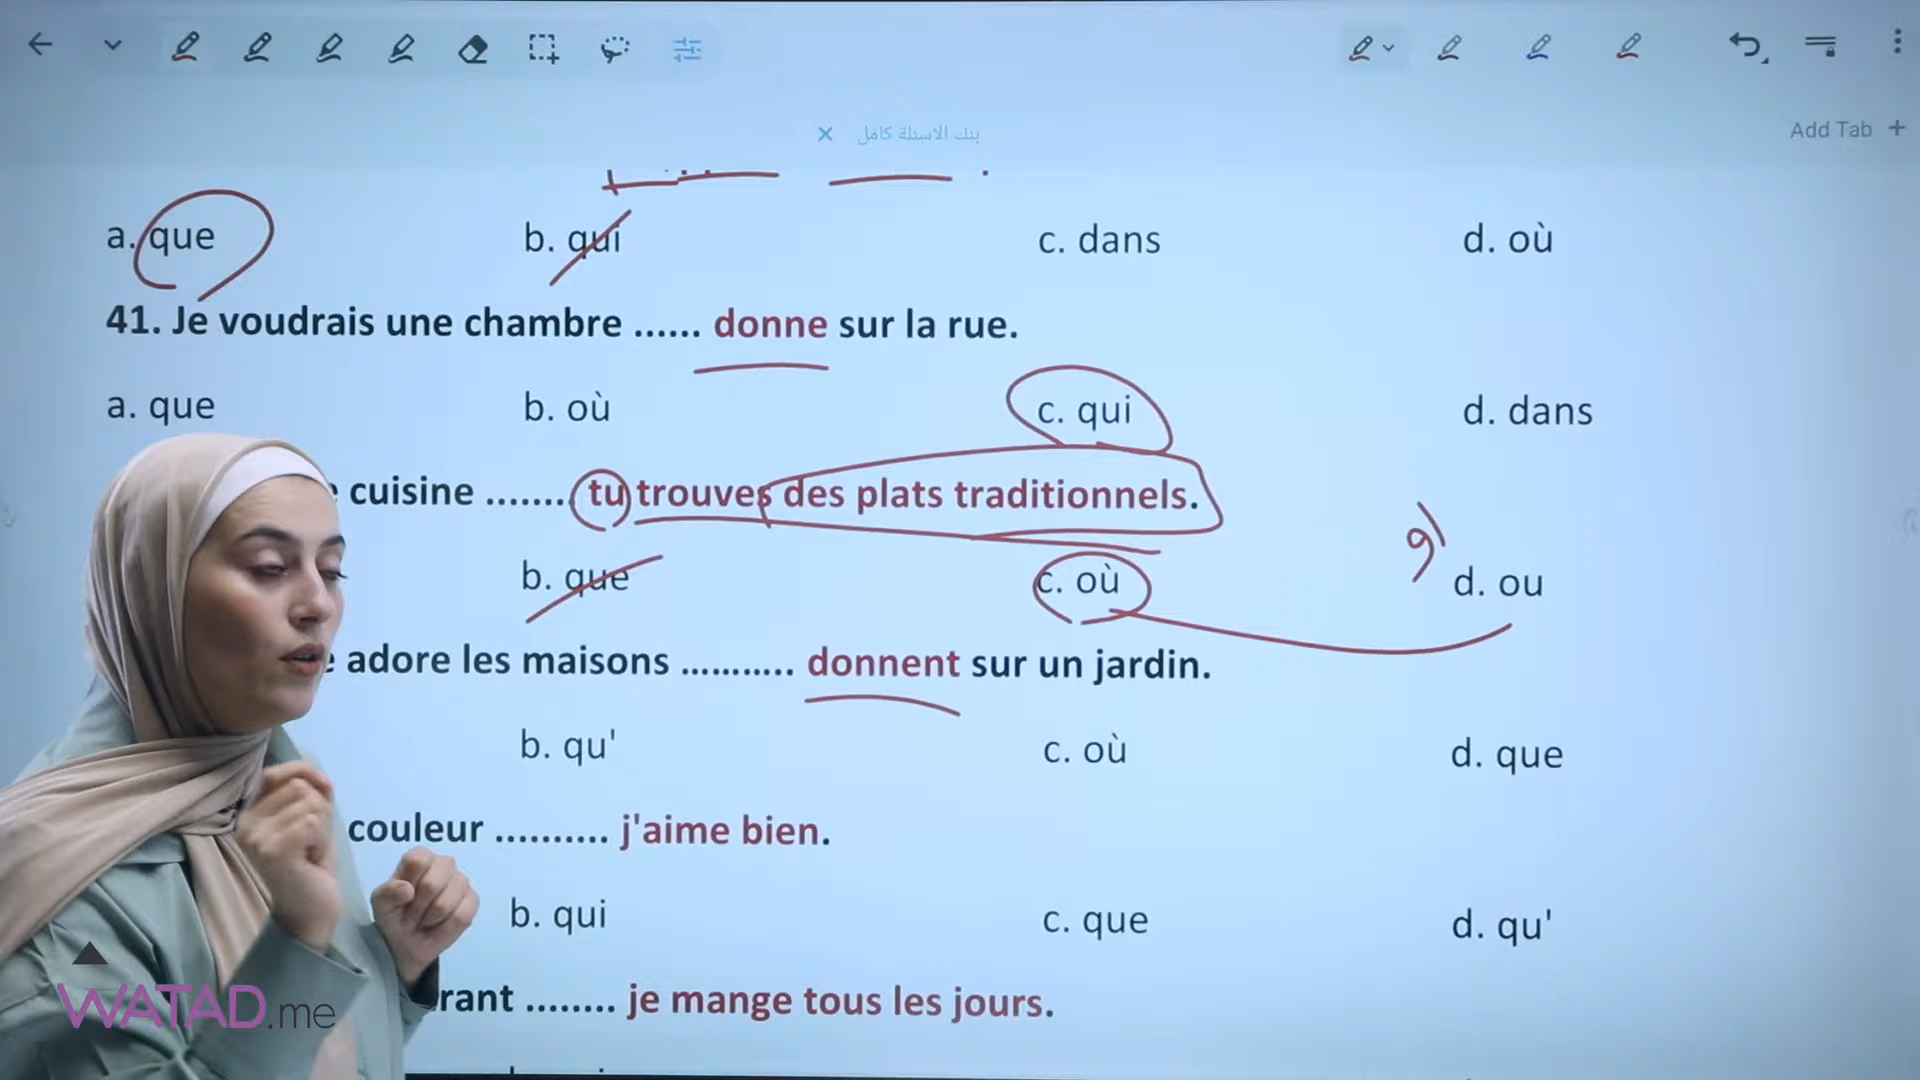 بنك الاسئلة كامل
Add Tab +
a. que b. qui c. dans d. où
41. Je voudrais une chambre ...... donne sur la rue.
a. que b. où c. qui d. dans
cuisine ........ tu trouves des plats traditionnels.
b. que c. où d. ou
adore les maisons ........... donnent sur un jardin.
b. qu' c. où d. que
couleur .......... j'aime bien.
b. qui c. que d. qu'
rant ........ je mange tous les jours.
WATAD.me